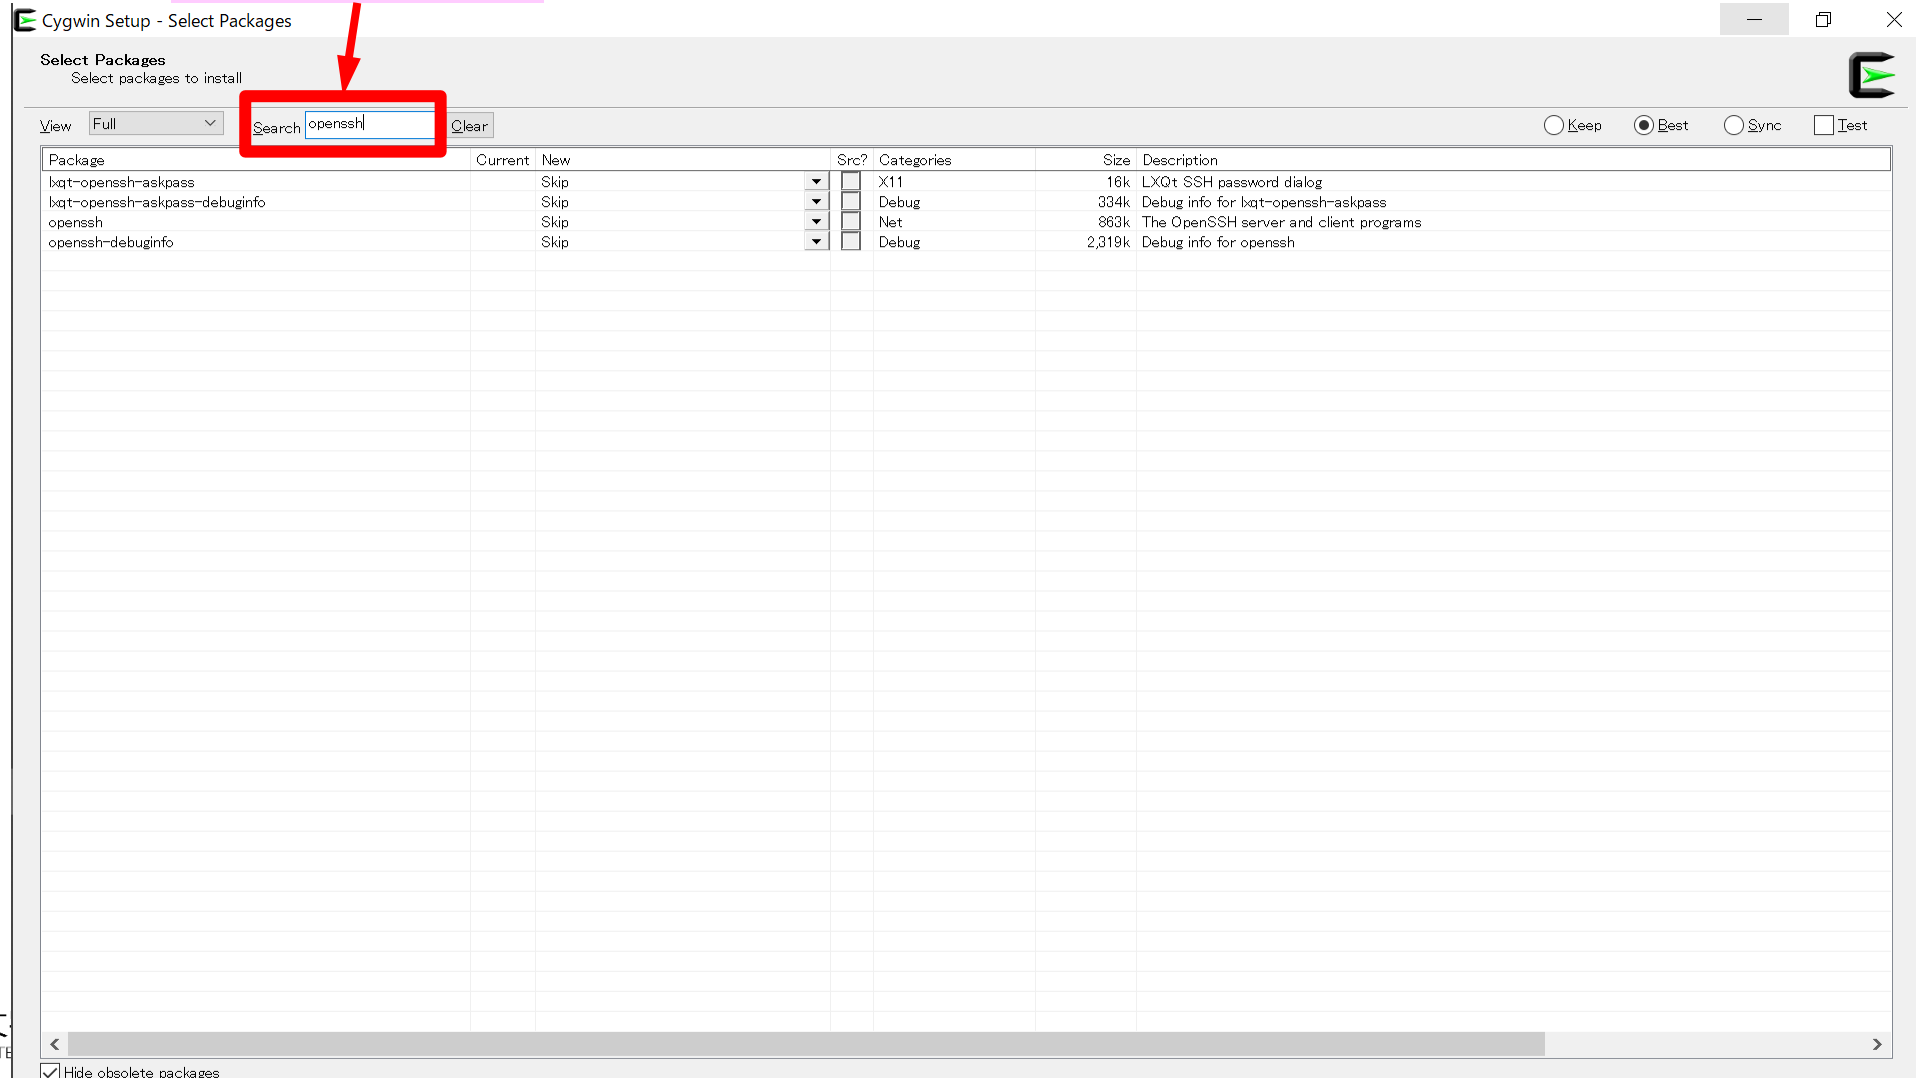 Cygwin Setup - Select Packages
Select Packages
Select packages to install
View Full Search openssh Clear Keep Best Sync Test
Package Current New Src? Categories Size Description
lxqt-openssh-askpass Skip X11 16k LXQt SSH password dialog
lxqt-openssh-askpass-debuginfo Skip Debug 334k Debug info for lxqt-openssh-askpass
openssh Skip Net 863k The OpenSSH server and client programs
openssh-debuginfo Skip Debug 2,319k Debug info for openssh
Hide obsolete packages